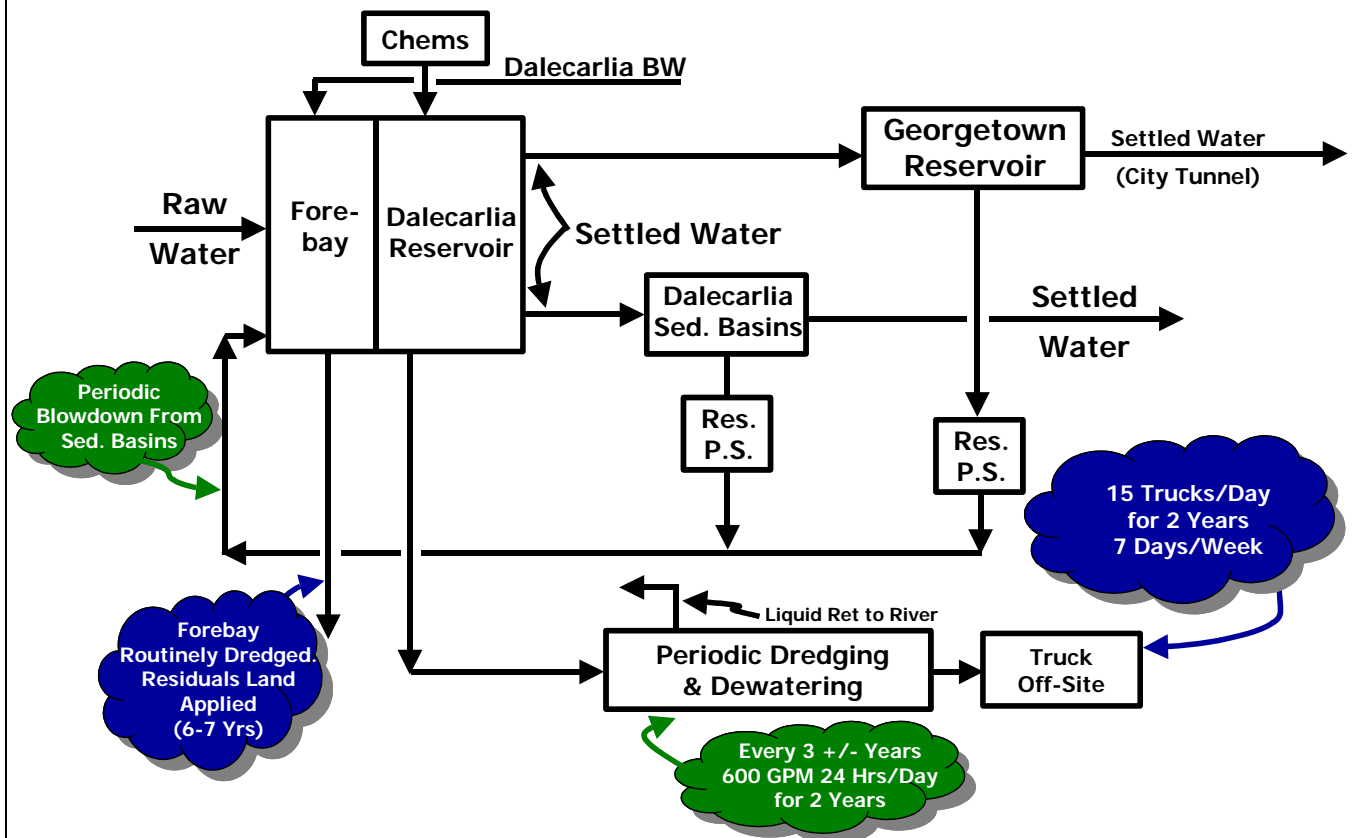 Chems
Dalecarlia BW
Fore-
bay
Dalecarlia
Reservoir
Georgetown
Reservoir
Settled Water
(City Tunnel)
Raw
Water
Settled Water
Dalecarlia
Sed. Basins
Settled
Water
Periodic
Blowdown From
Sed. Basins
Res.
P.S.
Res.
P.S.
15 Trucks/Day
for 2 Years
7 Days/Week
Forebay
Routinely Dredged.
Residuals Land
Applied
(6-7 Yrs)
Liquid Ret to River
Periodic Dredging
& Dewatering
Truck
Off-Site
Every 3 +/- Years
600 GPM 24 Hrs/Day
for 2 Years